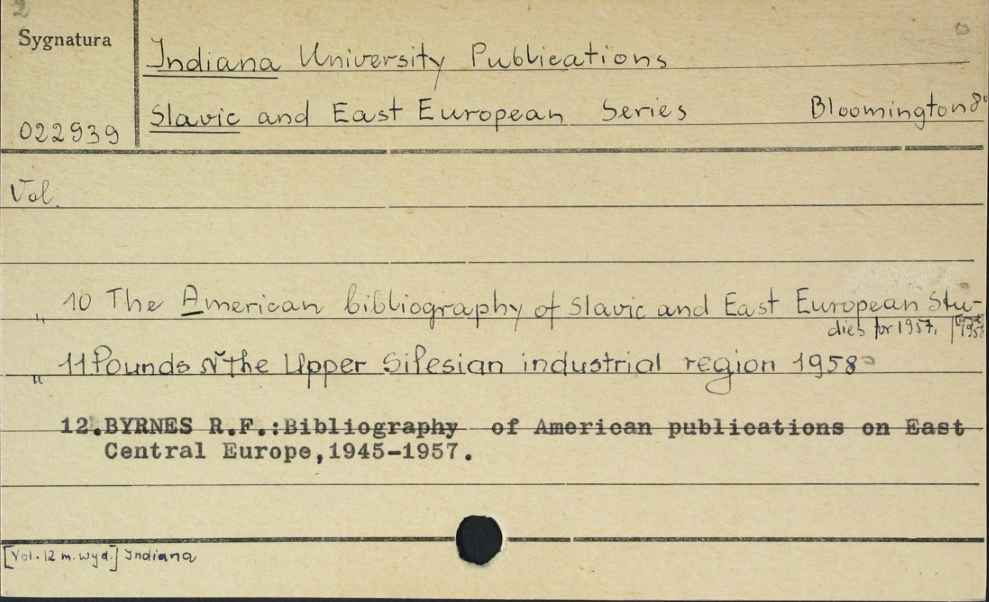 2
Sygnatura
Indiana University Publications
Slavic and East European Series Bloomington 8°
022939
Vol.
" 10 The American bibliography of Slavic and East European Stu-
dies for 1957.
" 11 Pounds N the Upper Silesian industrial region 1958
12.BYRNES R.F.:Bibliography of American publications on East
Central Europe,1945-1957.
[Vol. 12 m. wyd.] Indiana